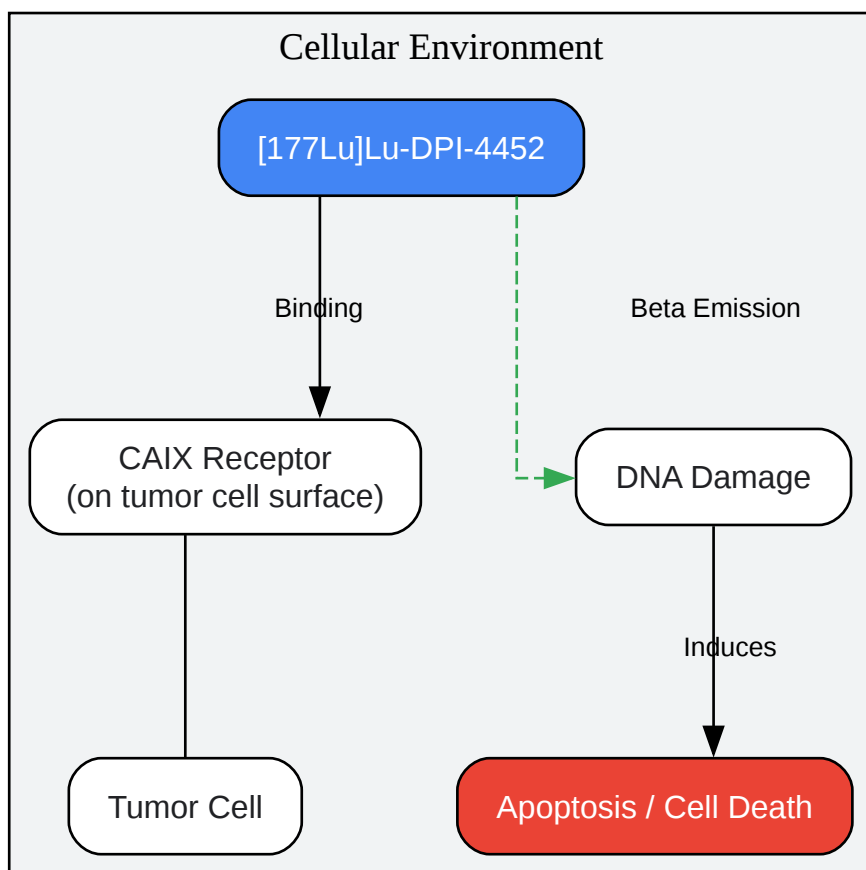 Cellular Environment
[177Lu]Lu-DPI-4452
Binding
Beta Emission
CAIX Receptor
(on tumor cell surface)
DNA Damage
Induces
Tumor Cell
Apoptosis / Cell Death